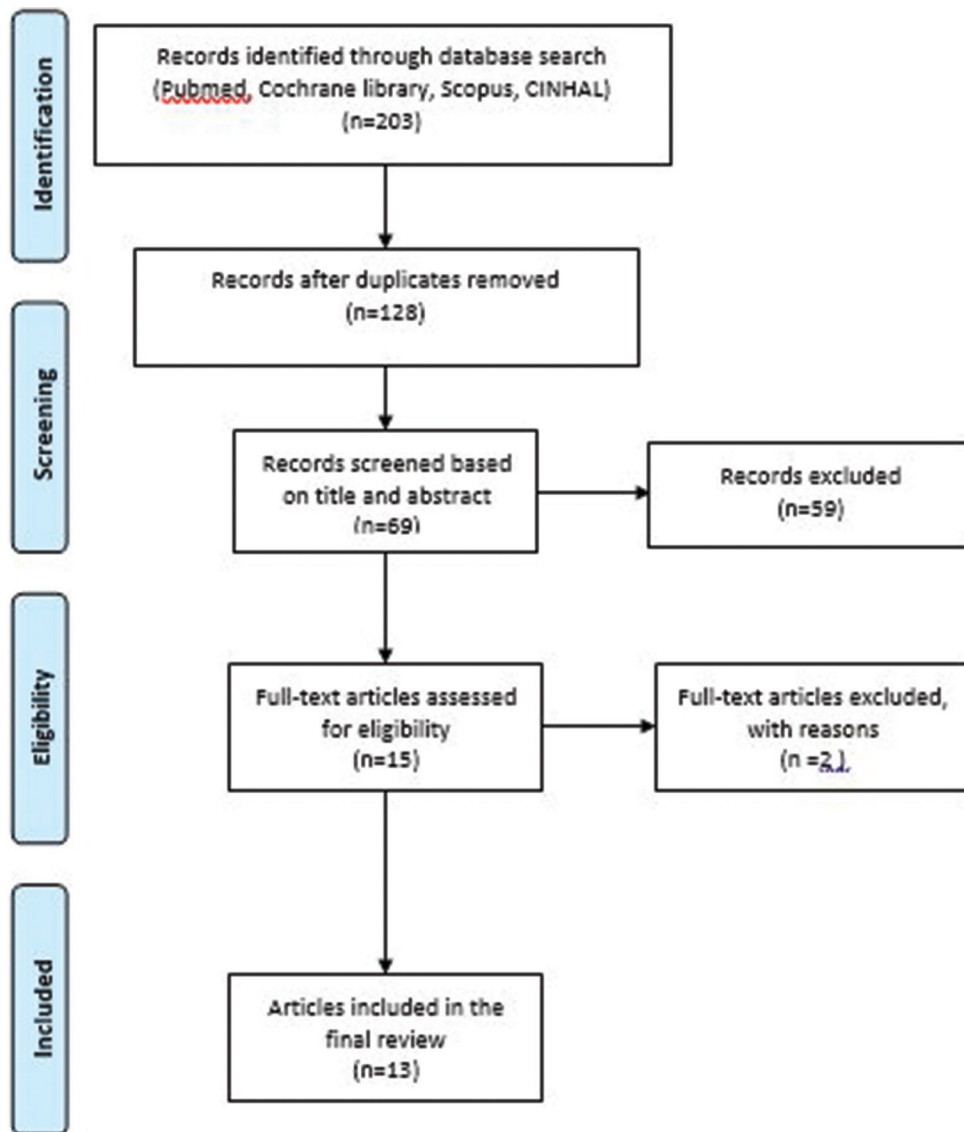 Identification
Records identified through database search
(Pubmed, Cochrane library, Scopus, CINHAL)
(n=203)
Records after duplicates removed
(n=128)
Screening
Records screened based
on title and abstract
(n=69)
Records excluded
(n=59)
Eligibility
Full-text articles assessed
for eligibility
(n=15)
Full-text articles excluded,
with reasons
(n =2 )
Included
Articles included in the
final review
(n=13)